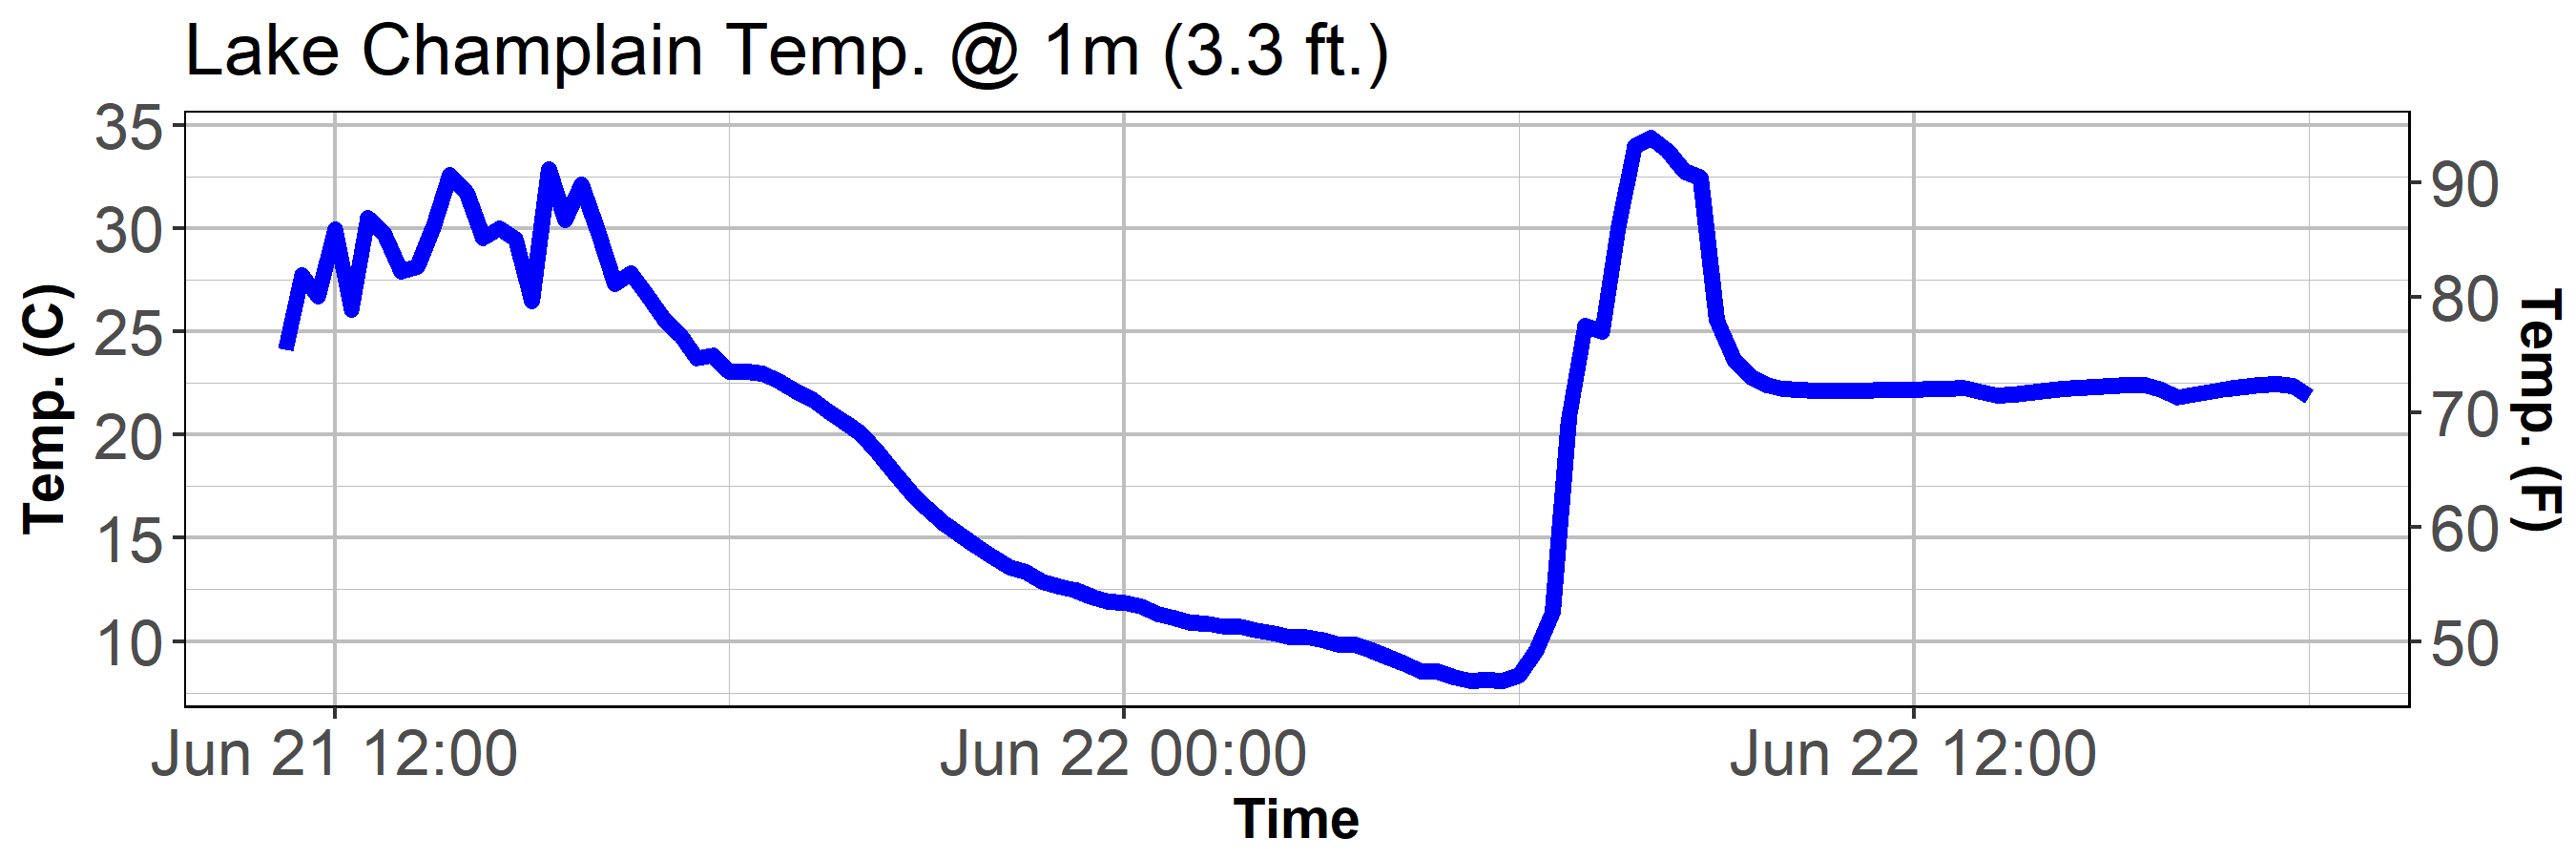 Lake Champlain Temp. @ 1m (3.3 ft.)
Temp. (C)
35
30
25
20
15
10
90
80
70
60
50
Temp. (F)
Jun 21 12:00
Jun 22 00:00
Jun 22 12:00
Time